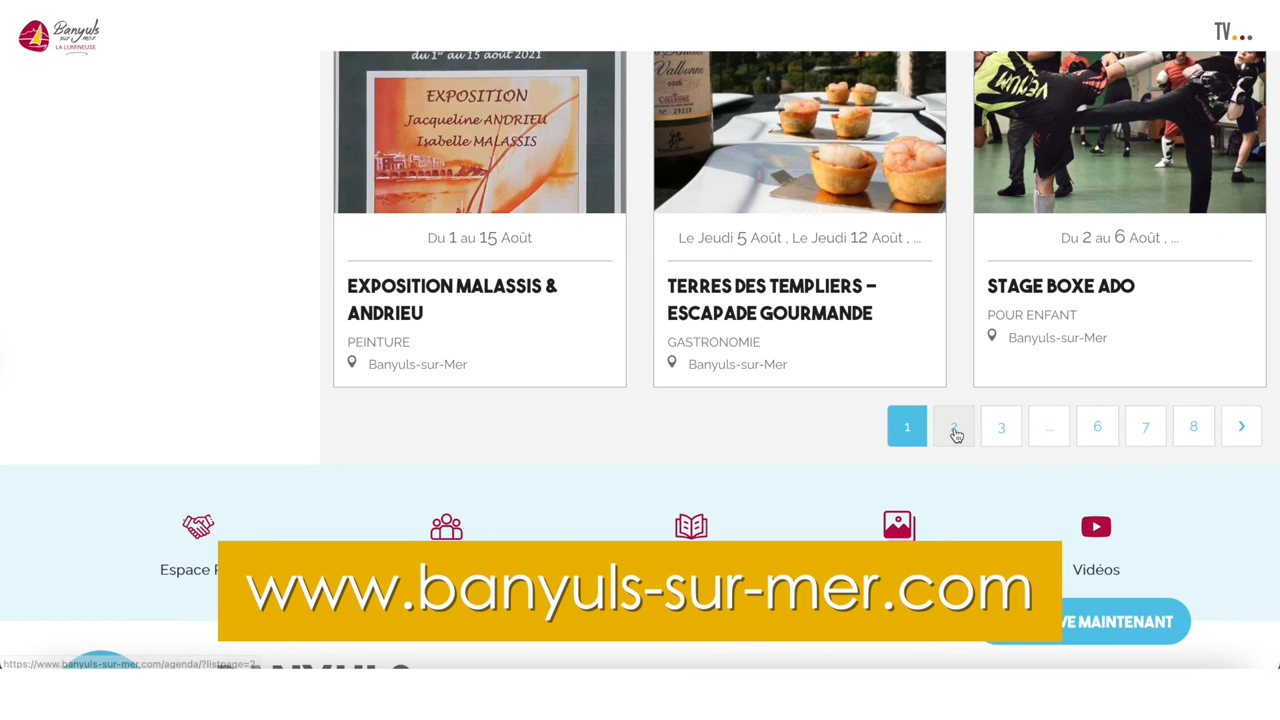 Banyuls
sur mer
LA LUMINEUSE
TV...
du 1er au 15 août 2021
EXPOSITION
Jacqueline ANDRIEU
Isabelle MALASSIS
Valbonne
COLLIOURE
Du 1 au 15 Août
Le Jeudi 5 Août , Le Jeudi 12 Août , ...
Du 2 au 6 Août , ...
EXPOSITION MALASSIS &
ANDRIEU
PEINTURE
Banyuls-sur-Mer
TERRES DES TEMPLIERS –
ESCAPADE GOURMANDE
GASTRONOMIE
Banyuls-sur-Mer
VENUM
STAGE BOXE ADO
POUR ENFANT
Banyuls-sur-Mer
1 2 3 ... 6 7 8 ›
Espace
Vidéos
www.banyuls-sur-mer.com
MAINTENANT
https://www.banyuls-sur-mer.com/agenda/?listpage=2